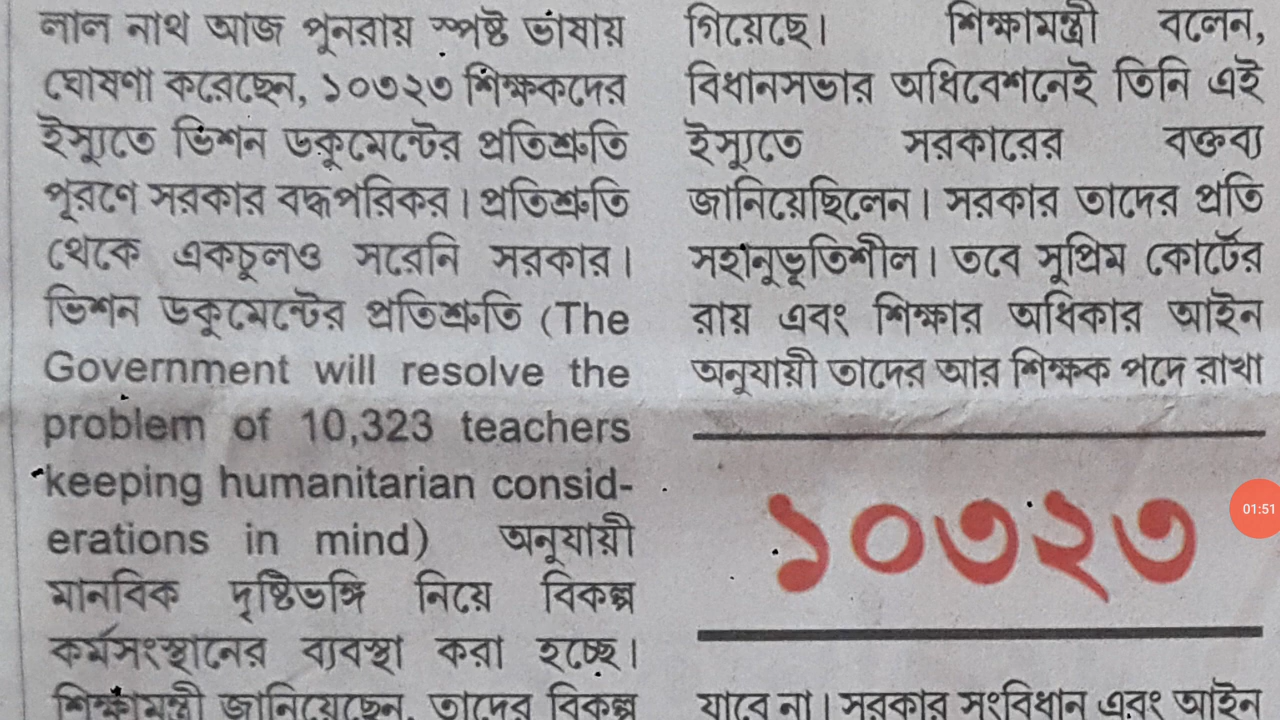 লাল নাথ আজ পুনরায় স্পষ্ট ভাষায়
ঘোষণা করেছেন, ১০৩২৩ শিক্ষকদের
ইস্যুতে ভিশন ডকুমেন্টের প্রতিশ্রুতি
পূরণে সরকার বদ্ধপরিকর। প্রতিশ্রুতি
থেকে একচুলও সরেনি সরকার।
ভিশন ডকুমেন্টের প্রতিশ্রুতি (The
Government will resolve the
problem of 10,323 teachers
keeping humanitarian consid-
erations in mind) অনুযায়ী
মানবিক দৃষ্টিভঙ্গি নিয়ে বিকল্প
কর্মসংস্থানের ব্যবস্থা করা হচ্ছে।
শিক্ষামন্ত্রী জানিয়েছেন, তাদের বিকল্প
গিয়েছে। শিক্ষামন্ত্রী বলেন,
বিধানসভার অধিবেশনেই তিনি এই
ইস্যুতে সরকারের বক্তব্য
জানিয়েছিলেন। সরকার তাদের প্রতি
সহানুভূতিশীল। তবে সুপ্রিম কোর্টের
রায় এবং শিক্ষার অধিকার আইন
অনুযায়ী তাদের আর শিক্ষক পদে রাখা
১০৩২৩
যাবে না। সরকার সংবিধান এবং আইন
01:51